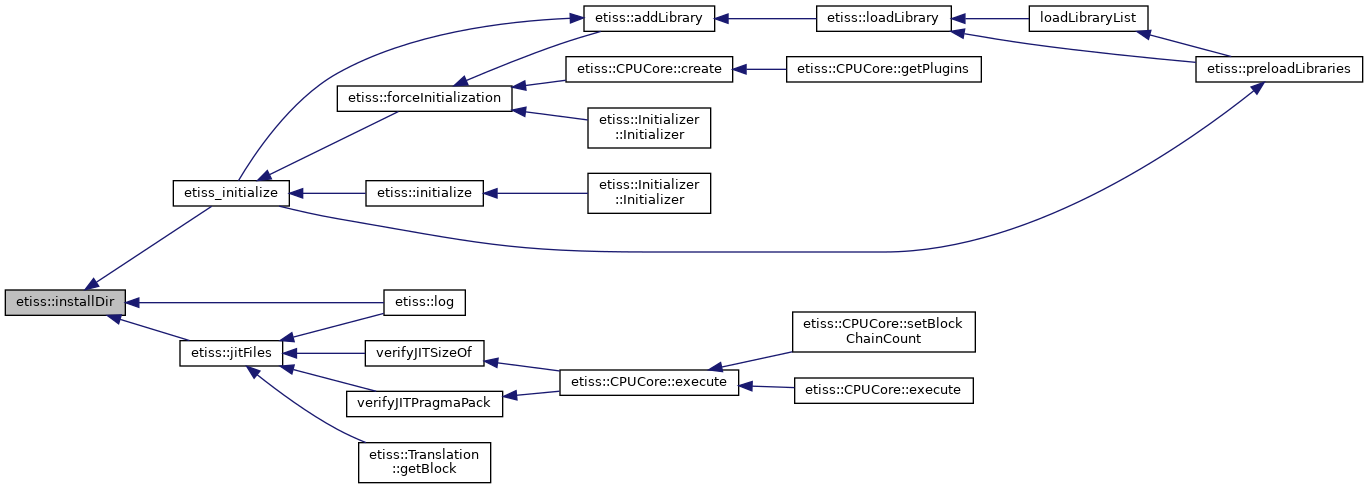 etiss::addLibrary
etiss::loadLibrary
loadLibraryList
etiss::CPUCore::create
etiss::CPUCore::getPlugins
etiss::preloadLibraries
etiss::forceInitialization
etiss::Initializer
::Initializer
etiss_initialize
etiss::initialize
etiss::Initializer
::Initializer
etiss::installDir
etiss::log
etiss::jitFiles
verifyJITSizeOf
etiss::CPUCore::setBlock
ChainCount
etiss::CPUCore::execute
etiss::CPUCore::execute
verifyJITPragmaPack
etiss::Translation
::getBlock